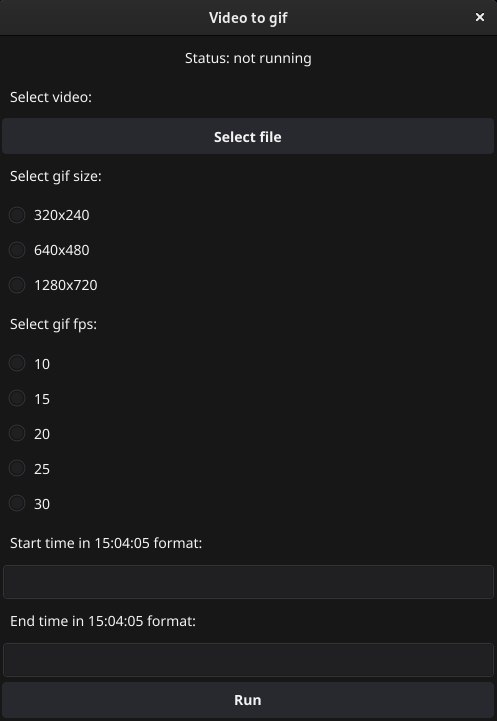 Video to gif
Status: not running
Select video:
Select file
Select gif size:
320x240
640x480
1280x720
Select gif fps:
10
15
20
25
30
Start time in 15:04:05 format:
End time in 15:04:05 format:
Run